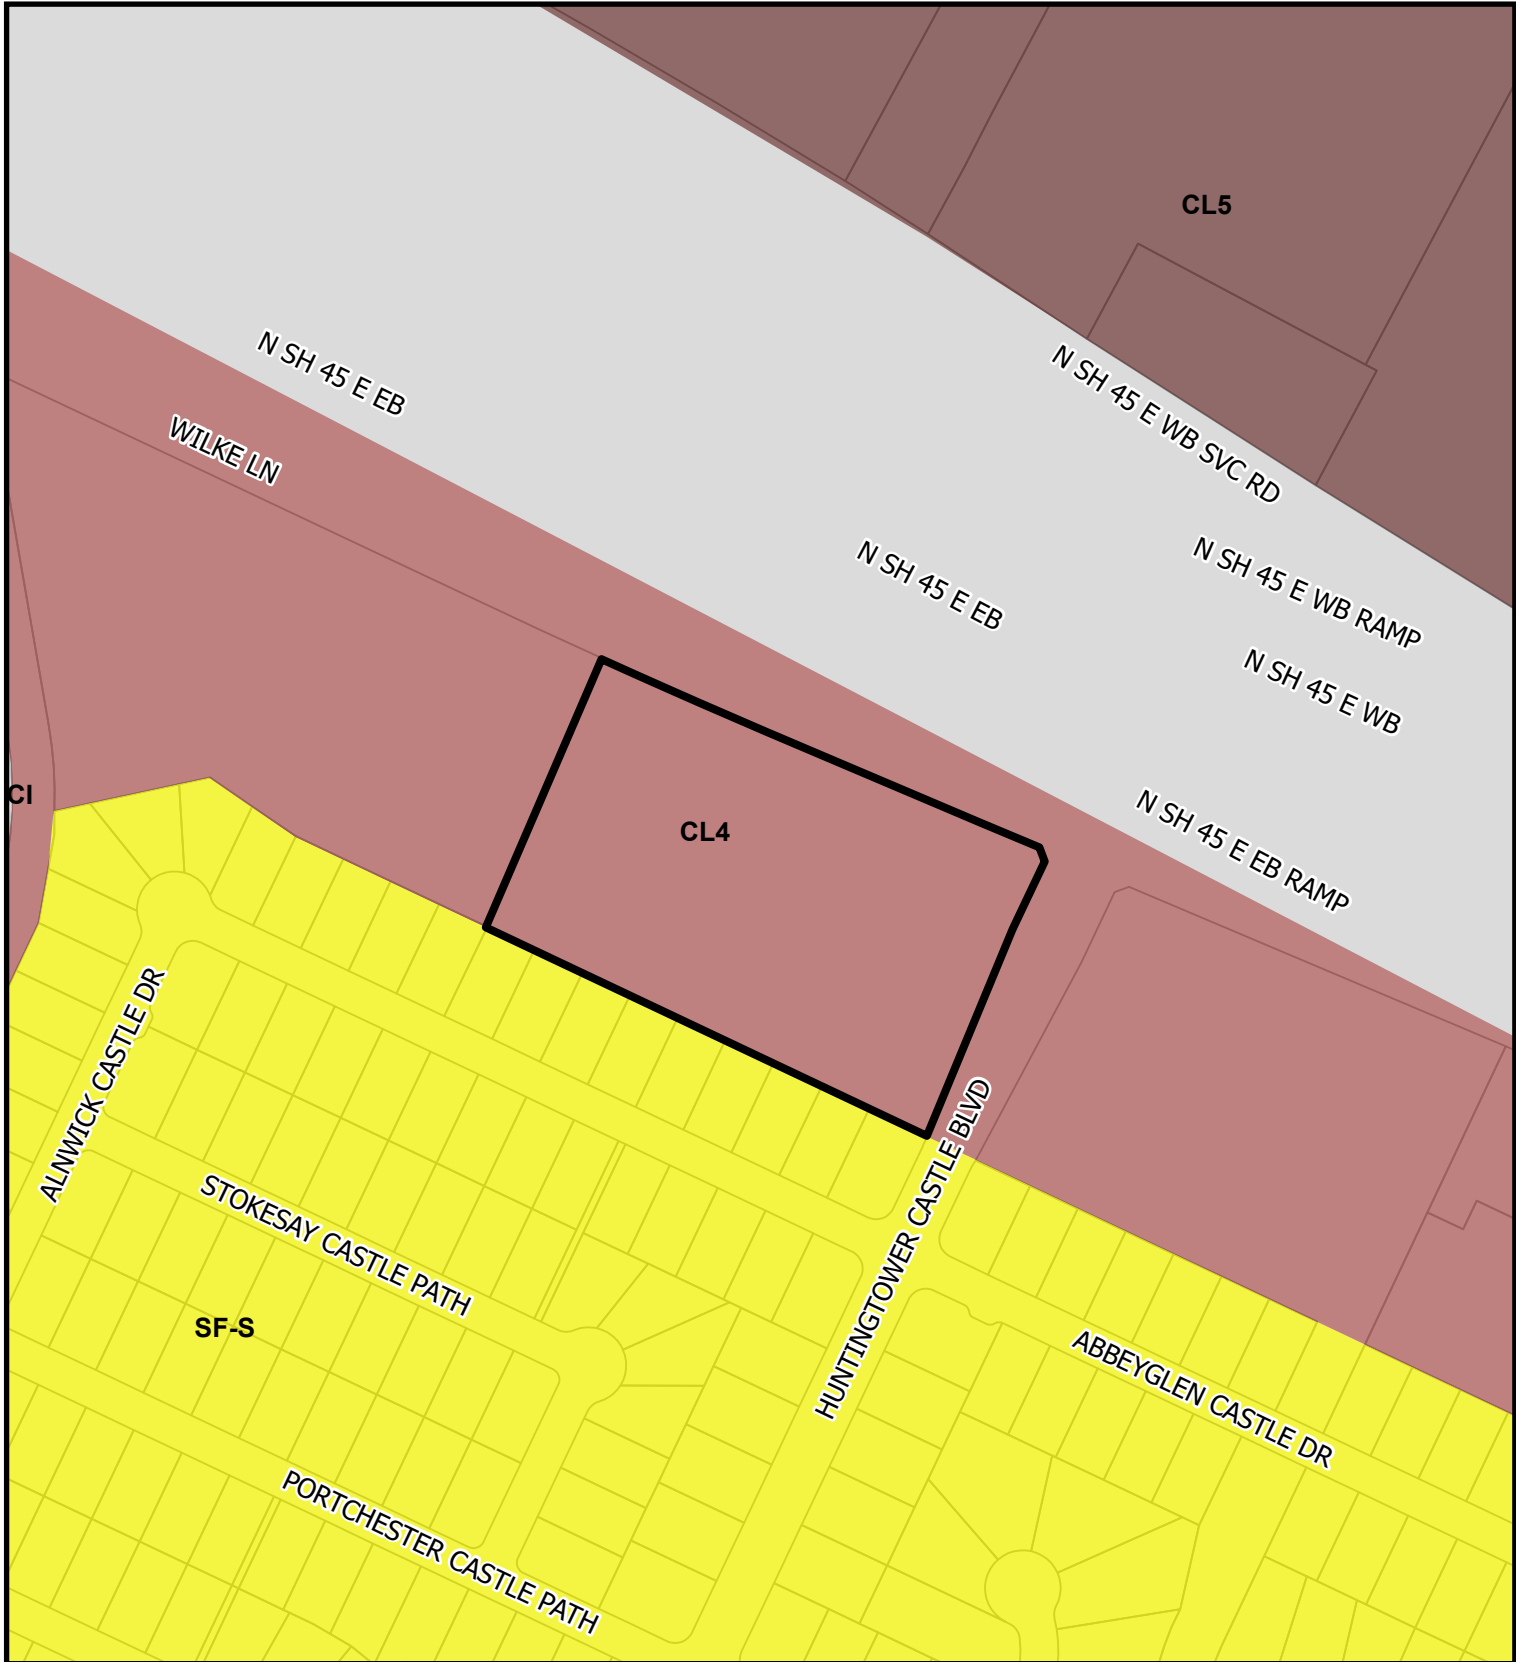 CL5
N SH 45 E EB
N SH 45 E WB SVC RD
WILKE LN
N SH 45 E EB
N SH 45 E WB RAMP
N SH 45 E WB
CI
CL4
N SH 45 E EB RAMP
ALNWICK CASTLE DR
HUNTINGTOWER CASTLE BLVD
STOKESAY CASTLE PATH
SF-S
ABBEYGLEN CASTLE DR
PORTCHESTER CASTLE PATH